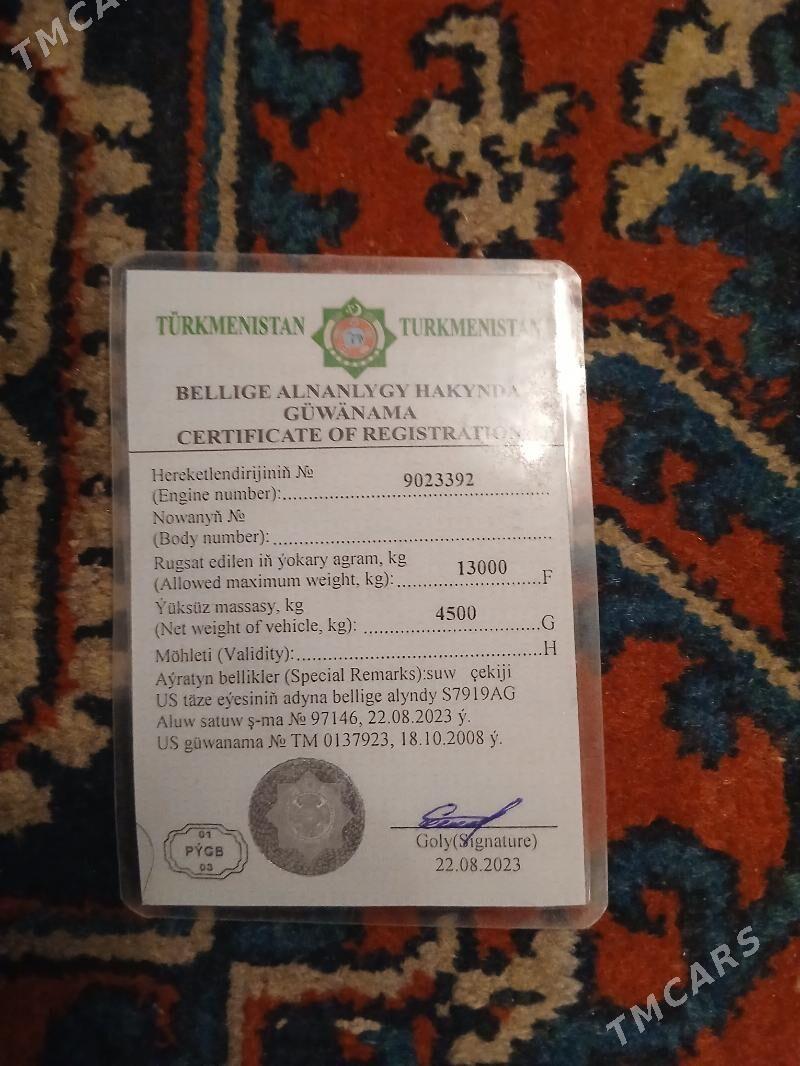 TMCARS
TÜRKMENISTAN TURKMENISTAN
BELLIGE ALNANLYGY HAKYNDA
GÜWÄNAMA
CERTIFICATE OF REGISTRATION
Hereketlendirijiniň №
(Engine number):.......... 9023392
Nowanyň №
(Body number):..........
Rugsat edilen iň ýokary agram, kg
(Allowed maximum weight, kg):.......... 13000 F
Ýüksüz massasy, kg
(Net weight of vehicle, kg): .......... 4500 G
Möhleti (Validity):..........H
Aýratyn bellikler (Special Remarks):suw çekiji
US täze eýesiniň adyna bellige alyndy S7919AG
Aluw satuw ş-ma № 97146, 22.08.2023 ý.
US güwanama № TM 0137923, 18.10.2008 ý.
01
PÝGB
03
Goly(Signature)
22.08.2023
TMCARS